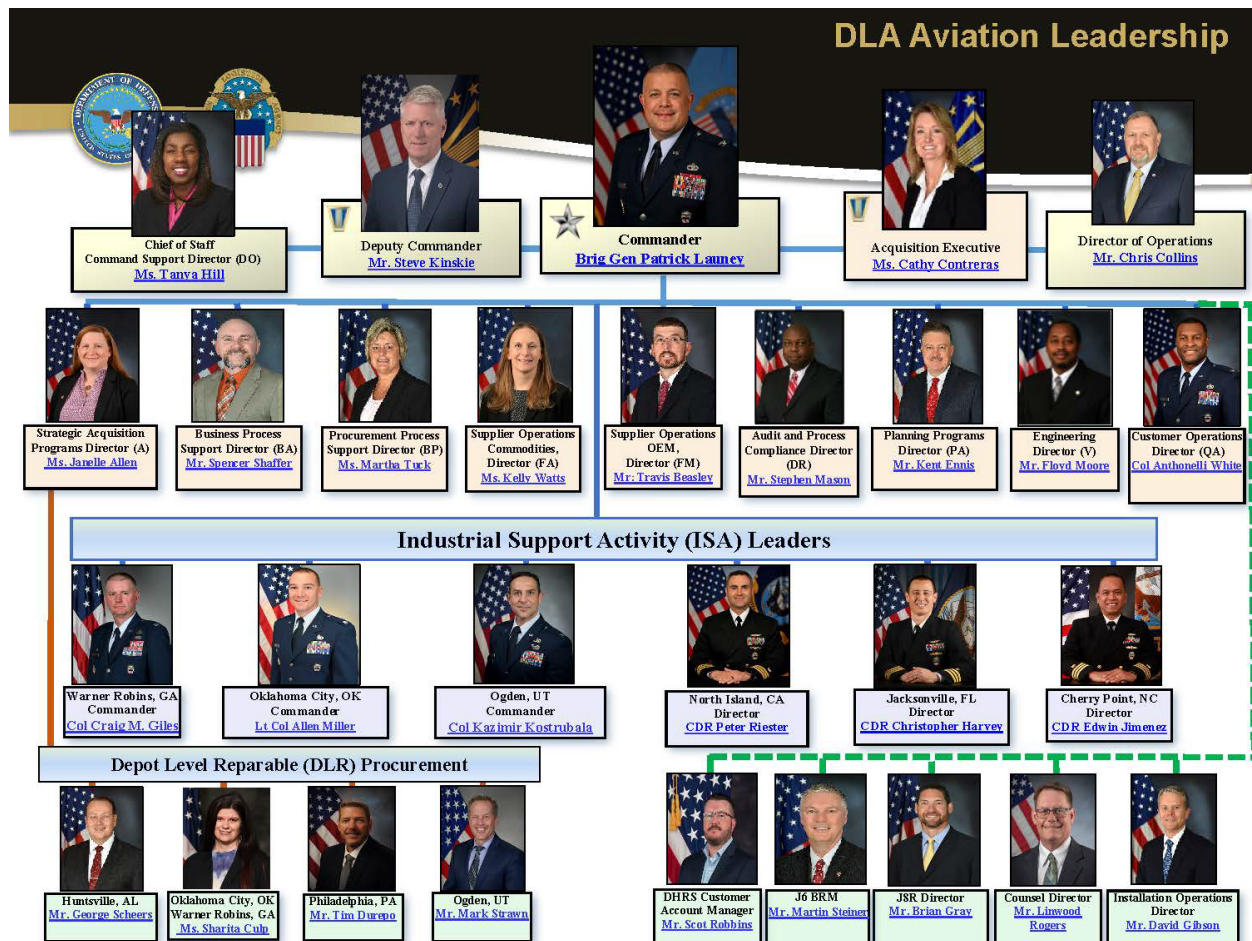 DLA Aviation Leadership
Chief of Staff
Command Support Director (DO)
Ms. Tanya Hill
Deputy Commander
Mr. Steve Kinskie
Commander
Brig Gen Patrick Launey
Acquisition Executive
Ms. Cathy Contreras
Director of Operations
Mr. Chris Collins
Strategic Acquisition
Programs Director (A)
Ms. Janelle Allen
Business Process
Support Director (BA)
Mr. Spencer Shaffer
Procurement Process
Support Director (BP)
Ms. Martha Tuck
Supplier Operations
Commodities,
Director (FA)
Ms. Kelly Watts
Supplier Operations
OEM,
Director (FM)
Mr: Travis Beasley
Audit and Process
Compliance Director
(DR)
Mr. Stephen Mason
Planning Programs
Director (PA)
Mr. Kent Ennis
Engineering
Director (V)
Mr. Floyd Moore
Customer Operations
Director (QA)
Col Anthonelli White
Industrial Support Activity (ISA) Leaders
Warner Robins, GA
Commander
Col Craig M. Giles
Oklahoma City, OK
Commander
Lt Col Allen Miller
Ogden, UT
Commander
Col Kazimir Kostrubala
North Island, CA
Director
CDR Peter Riester
Jacksonville, FL
Director
CDR Christopher Harvey
Cherry Point, NC
Director
CDR Edwin Jimenez
Depot Level Reparable (DLR) Procurement
Huntsville, AL
Mr. George Scheers
Oklahoma City, OK
Warner Robins, GA
Ms. Sharita Culp
Philadelphia, PA
Mr. Tim Durepo
Ogden, UT
Mr. Mark Strawn
DHRS Customer
Account Manager
Mr. Scot Robbins
J6 BRM
Mr. Martin Steiner
J8R Director
Mr. Brian Gray
Counsel Director
Mr. Linwood
Rogers
Installation Operations
Director
Mr. David Gibson